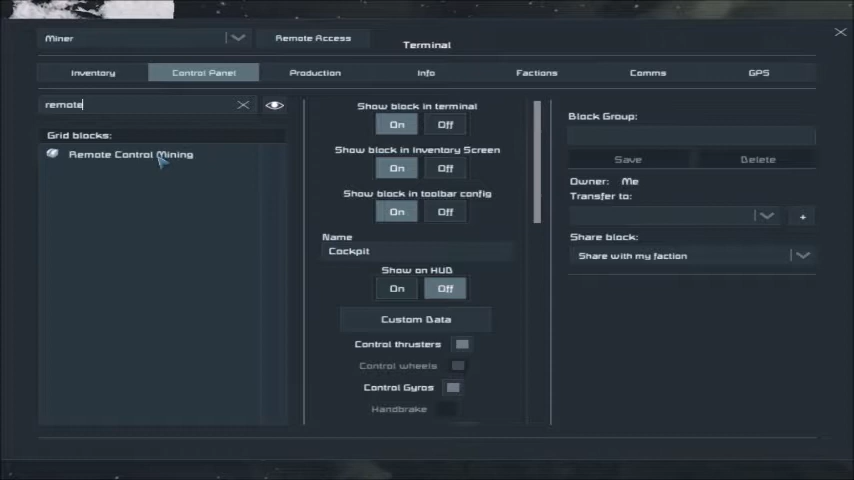 Miner
Remote Access
Terminal
Inventory
Control Panel
Production
Info
Factions
Comms
GPS
remote
Grid blocks:
Remote Control Mining
Show block in terminal
On Off
Show block in Inventory Screen
On Off
Show block in toolbar config
On Off
Name
Cockpit
Show on HUD
On Off
Custom Data
Control thrusters
Control wheels
Control Gyros
Handbrake
Block Group:
Save Delete
Owner: Me
Transfer to:
+
Share block:
Share with my faction